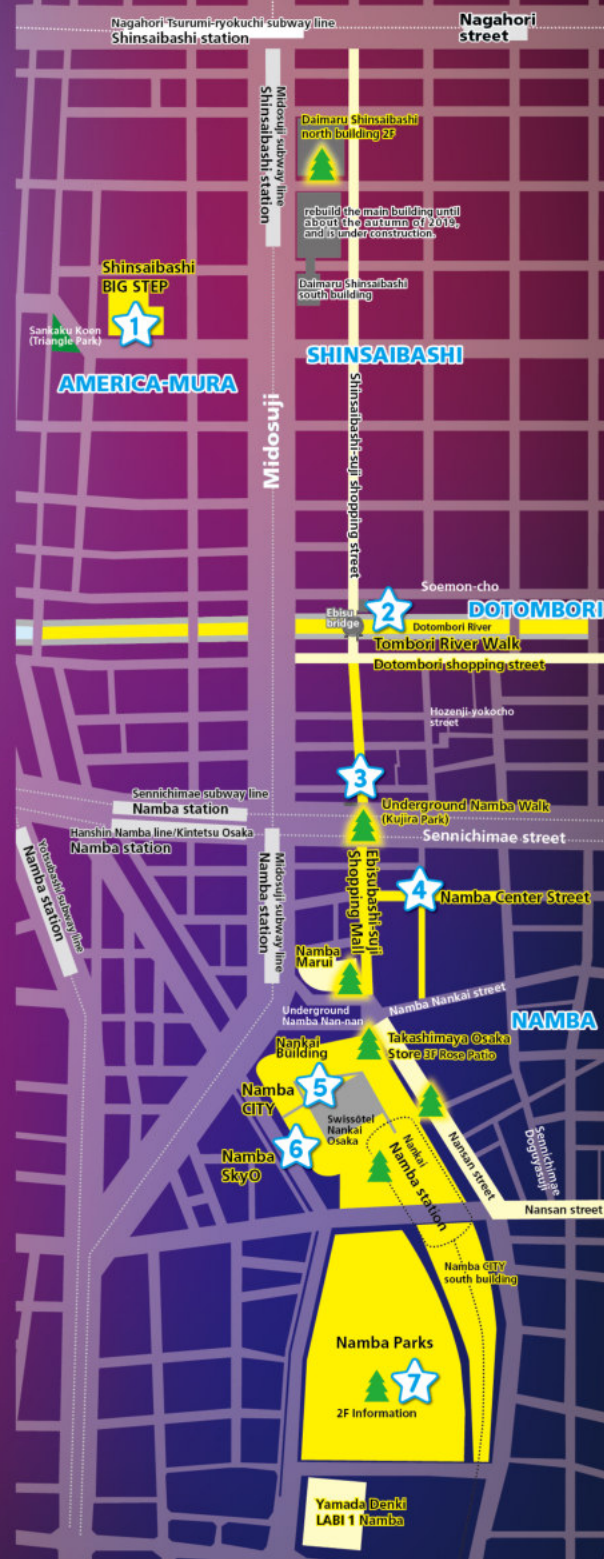 Nagahori Tsurumi-ryokuchi subway line
Shinsaibashi station
Nagahori
street
Midosuji subway line
Shinsaibashi station
Daimaru Shinsaibashi
north building 2F
rebuild the main building until
about the autumn of 2019,
and is under construction.
Daimaru Shinsaibashi
south building
Shinsaibashi
BIG STEP
1
Sankaku Koen
(Triangle Park)
AMERICA-MURA
SHINSAIBASHI
Midosuji
Shinsaibashi-suji shopping street
Soemon-cho
2
DOTOMBORI
Ebisu
bridge
Dotombori River
Tombori River Walk
Dotombori shopping street
Hozenji-yokocho
street
3
Sennichimae subway line
Namba station
Underground Namba Walk
(Kujira Park)
Hanshin Namba line/Kintetsu Osaka
Namba station
Sennichimae street
Yotsubashi subway line
Namba station
Midosuji subway line
Namba station
Ebisubashi-suji
Shopping Mall
4
Namba Center Street
Namba
Marui
Underground
Namba Nan-nan
Namba Nankai street
NAMBA
Nankai
Building
Takashimaya Osaka
Store 3F Rose Patio
Namba
CITY
5
Swissôtel
Nankai
Osaka
6
Namba
SkyO
Nankai
Namba station
Nansan street
Sennichimae
Doguyasuji
Nansan street
Namba CITY
south building
Namba Parks
7
2F Information
Yamada Denki
LABI 1 Namba